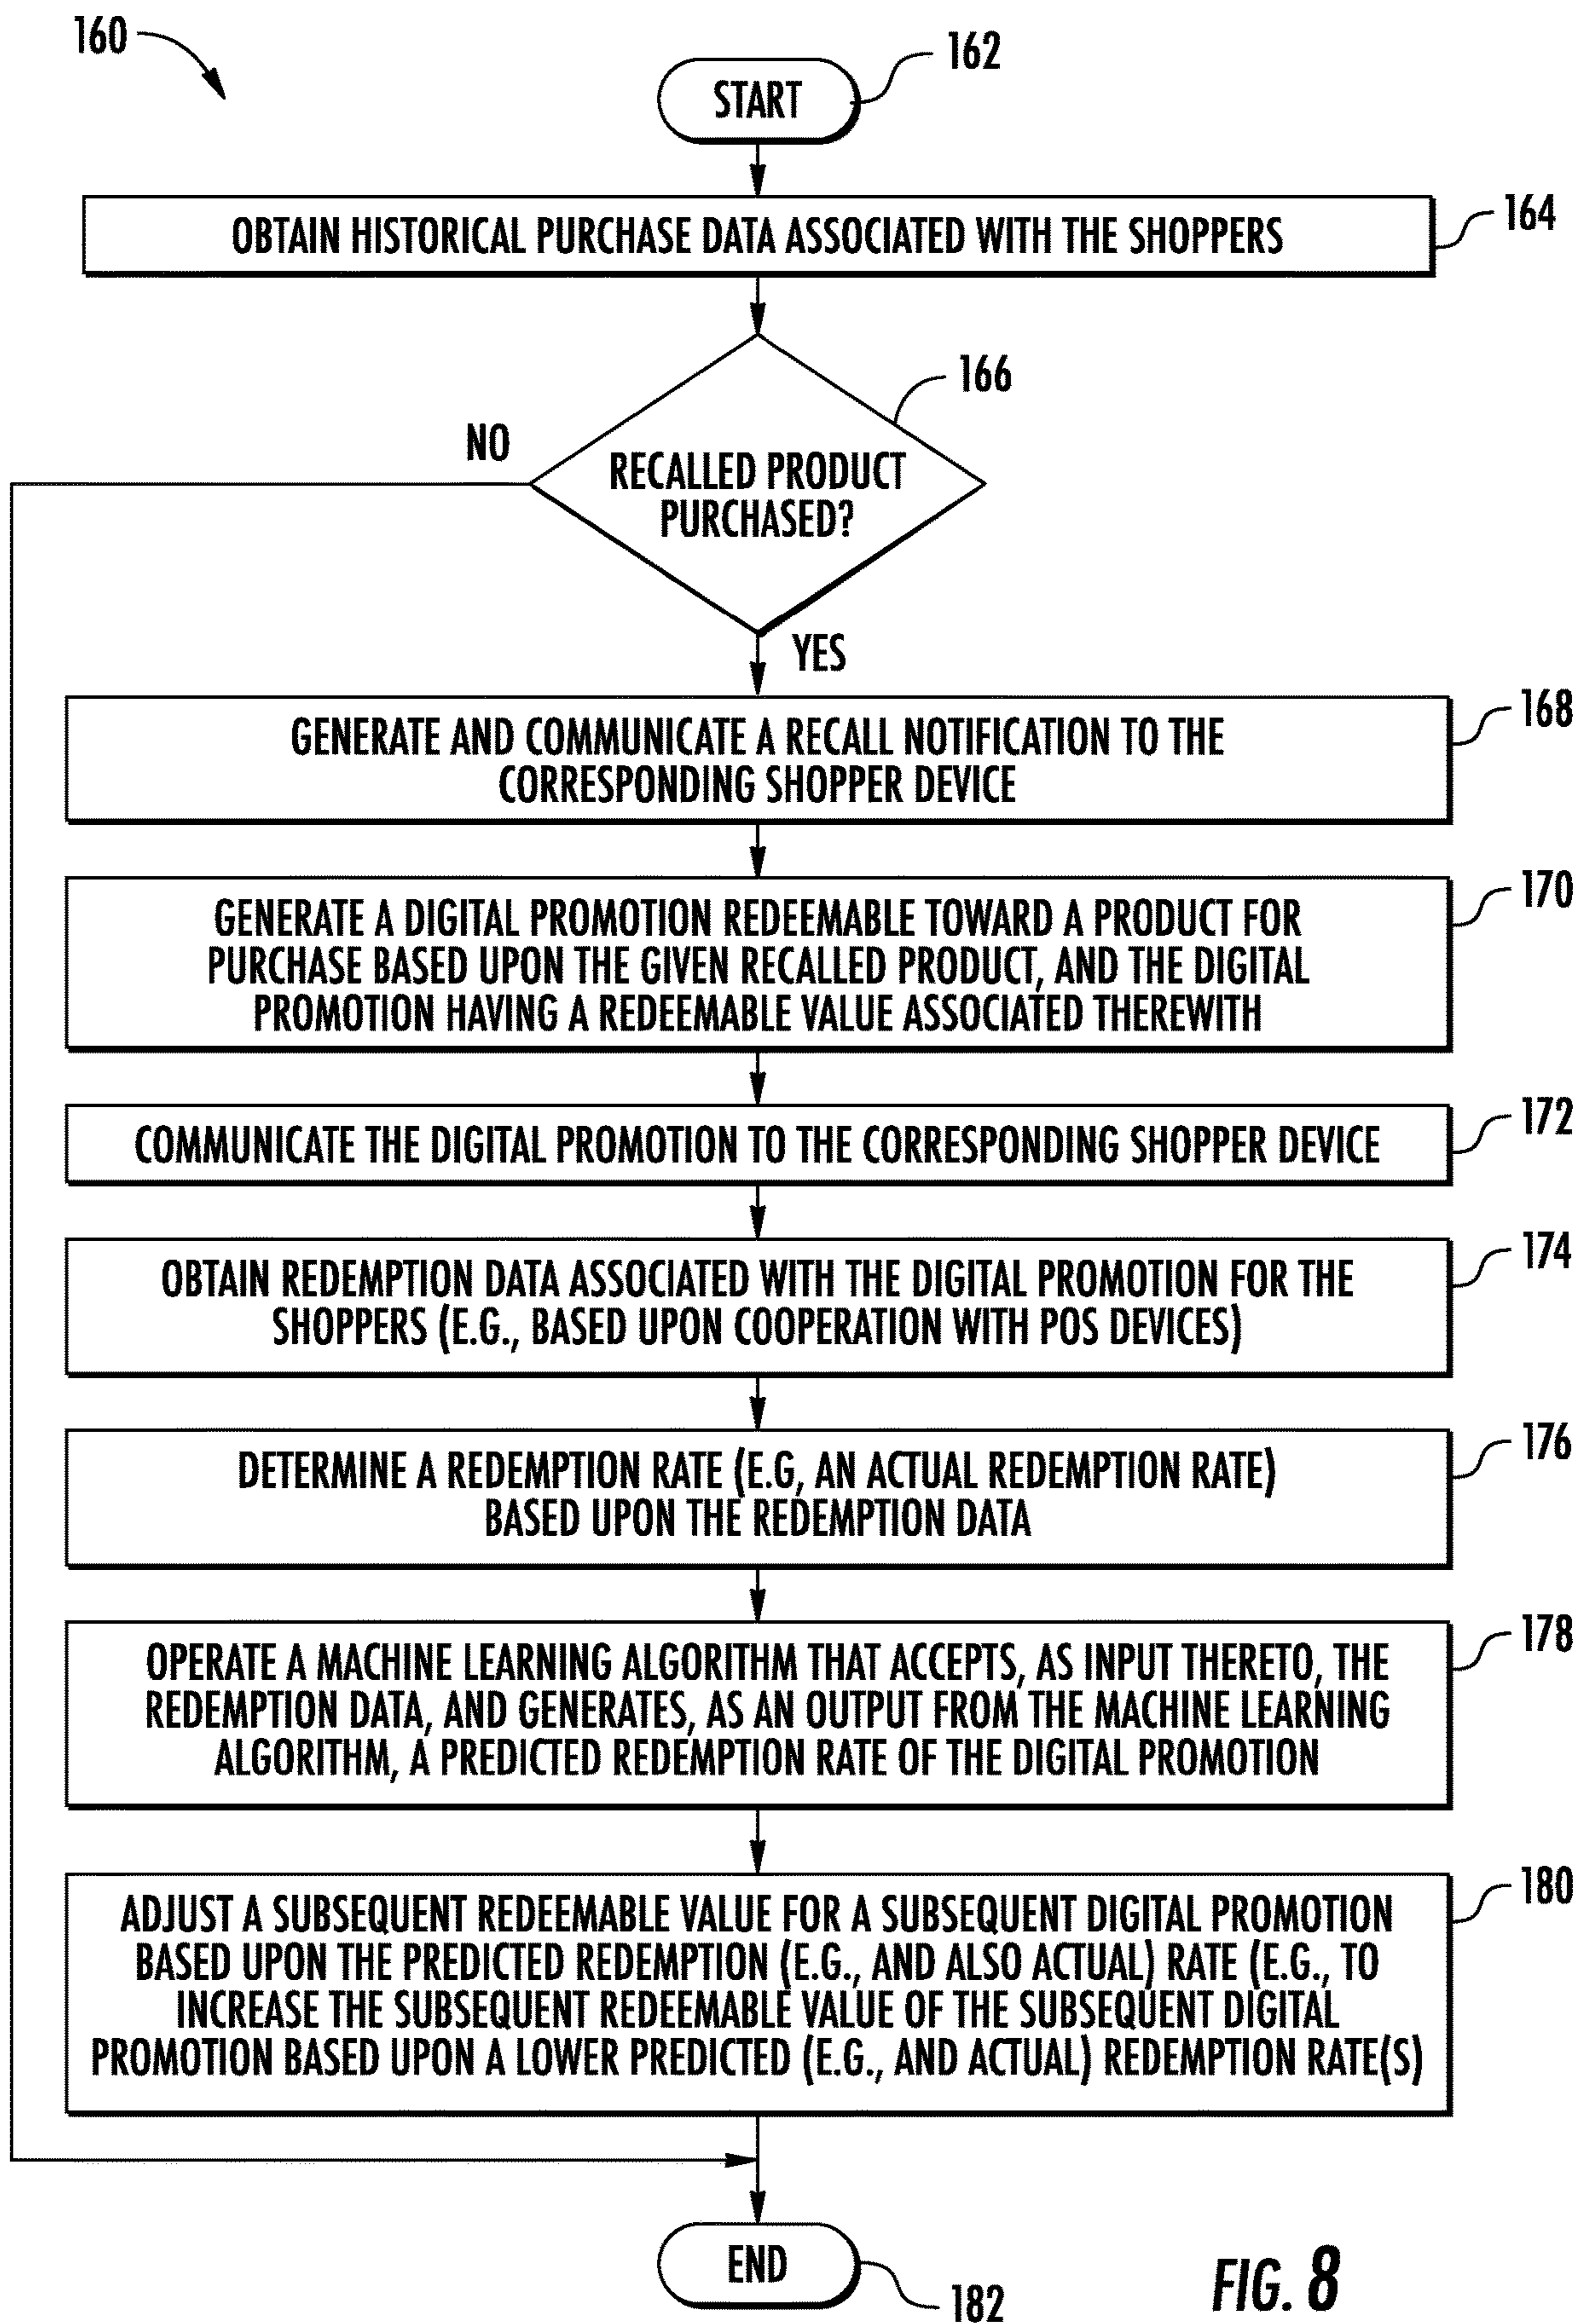 160
START
162
OBTAIN HISTORICAL PURCHASE DATA ASSOCIATED WITH THE SHOPPERS
164
RECALLED PRODUCT
PURCHASED?
166
NO
YES
GENERATE AND COMMUNICATE A RECALL NOTIFICATION TO THE
CORRESPONDING SHOPPER DEVICE
168
GENERATE A DIGITAL PROMOTION REDEEMABLE TOWARD A PRODUCT FOR
PURCHASE BASED UPON THE GIVEN RECALLED PRODUCT, AND THE DIGITAL
PROMOTION HAVING A REDEEMABLE VALUE ASSOCIATED THEREWITH
170
COMMUNICATE THE DIGITAL PROMOTION TO THE CORRESPONDING SHOPPER DEVICE
172
OBTAIN REDEMPTION DATA ASSOCIATED WITH THE DIGITAL PROMOTION FOR THE
SHOPPERS (E.G., BASED UPON COOPERATION WITH POS DEVICES)
174
DETERMINE A REDEMPTION RATE (E.G, AN ACTUAL REDEMPTION RATE)
BASED UPON THE REDEMPTION DATA
176
OPERATE A MACHINE LEARNING ALGORITHM THAT ACCEPTS, AS INPUT THERETO, THE
REDEMPTION DATA, AND GENERATES, AS AN OUTPUT FROM THE MACHINE LEARNING
ALGORITHM, A PREDICTED REDEMPTION RATE OF THE DIGITAL PROMOTION
178
ADJUST A SUBSEQUENT REDEEMABLE VALUE FOR A SUBSEQUENT DIGITAL PROMOTION
BASED UPON THE PREDICTED REDEMPTION (E.G., AND ALSO ACTUAL) RATE (E.G., TO
INCREASE THE SUBSEQUENT REDEEMABLE VALUE OF THE SUBSEQUENT DIGITAL
PROMOTION BASED UPON A LOWER PREDICTED (E.G., AND ACTUAL) REDEMPTION RATE(S)
180
END
182
FIG. 8